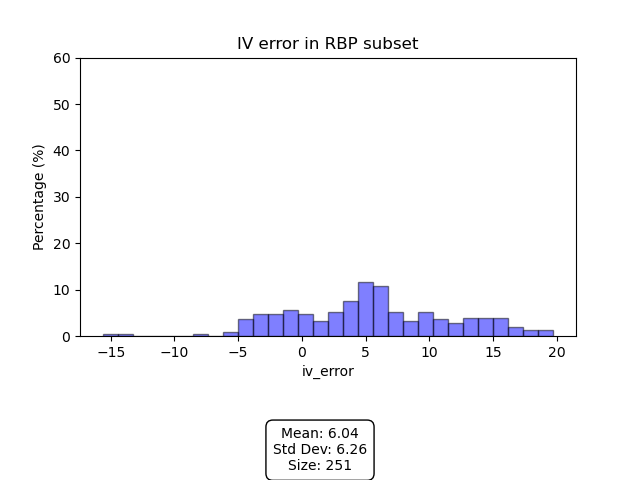 IV error in RBP subset
60
50
40
30
20
10
0
Percentage (%)
−15
−10
−5
0
5
10
15
20
iv_error
Mean: 6.04
Std Dev: 6.26
Size: 251